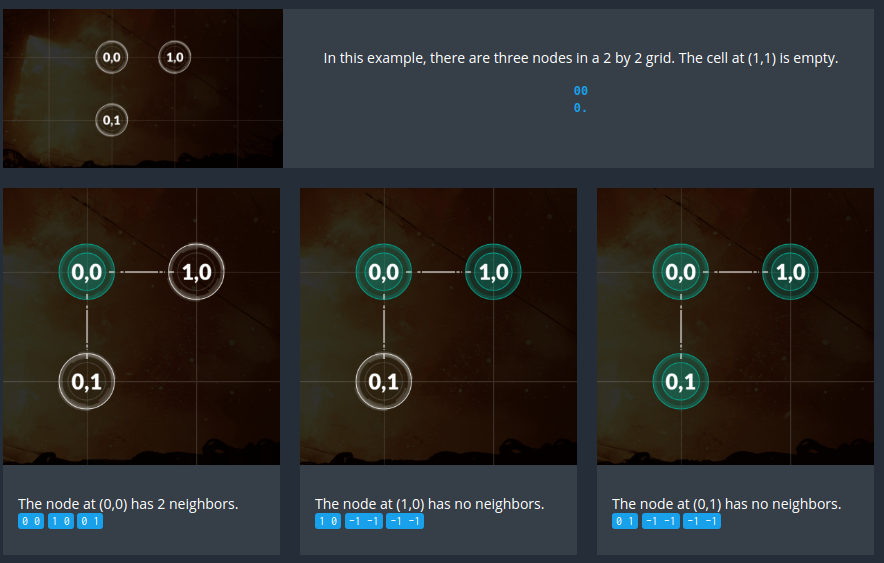 0,0 1,0
0,1
In this example, there are three nodes in a 2 by 2 grid. The cell at (1,1) is empty.
00
0.
0,0 1,0
0,1
The node at (0,0) has 2 neighbors.
0 0 1 0 0 1
0,0 1,0
0,1
The node at (1,0) has no neighbors.
1 0 -1 -1 -1 -1
0,0 1,0
0,1
The node at (0,1) has no neighbors.
0 1 -1 -1 -1 -1